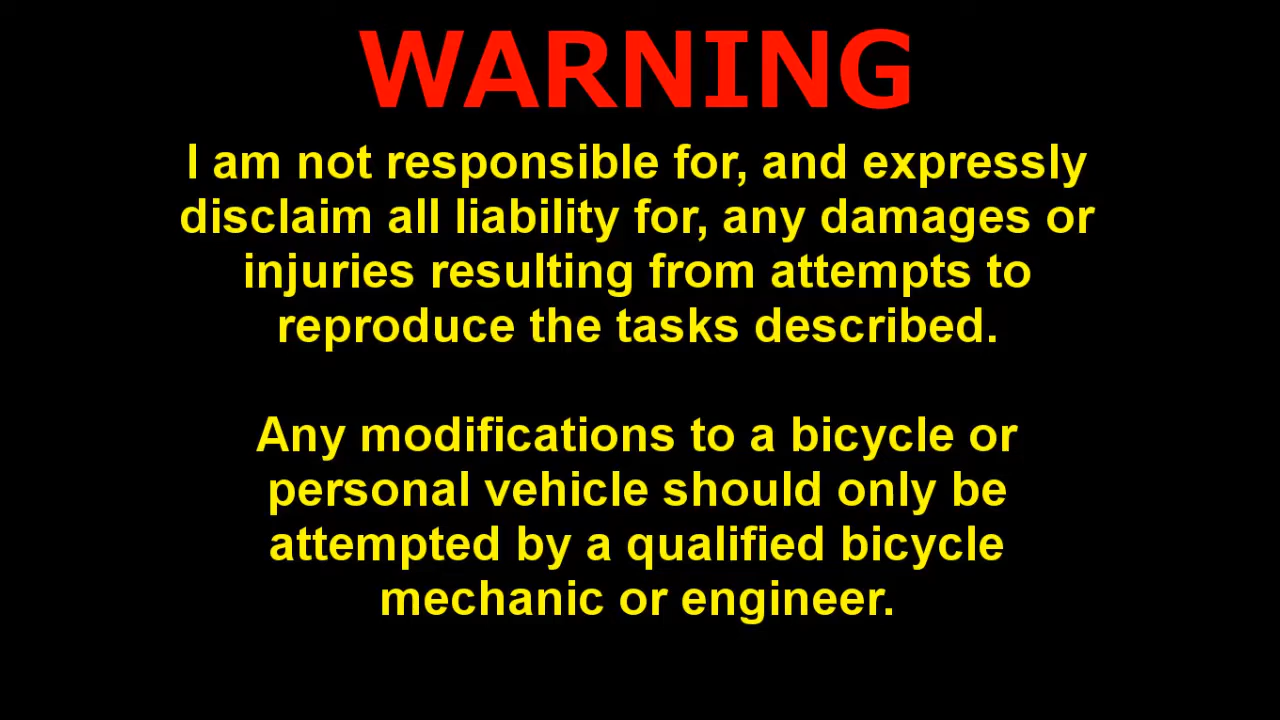 WARNING
I am not responsible for, and expressly
disclaim all liability for, any damages or
injuries resulting from attempts to
reproduce the tasks described.
Any modifications to a bicycle or
personal vehicle should only be
attempted by a qualified bicycle
mechanic or engineer.